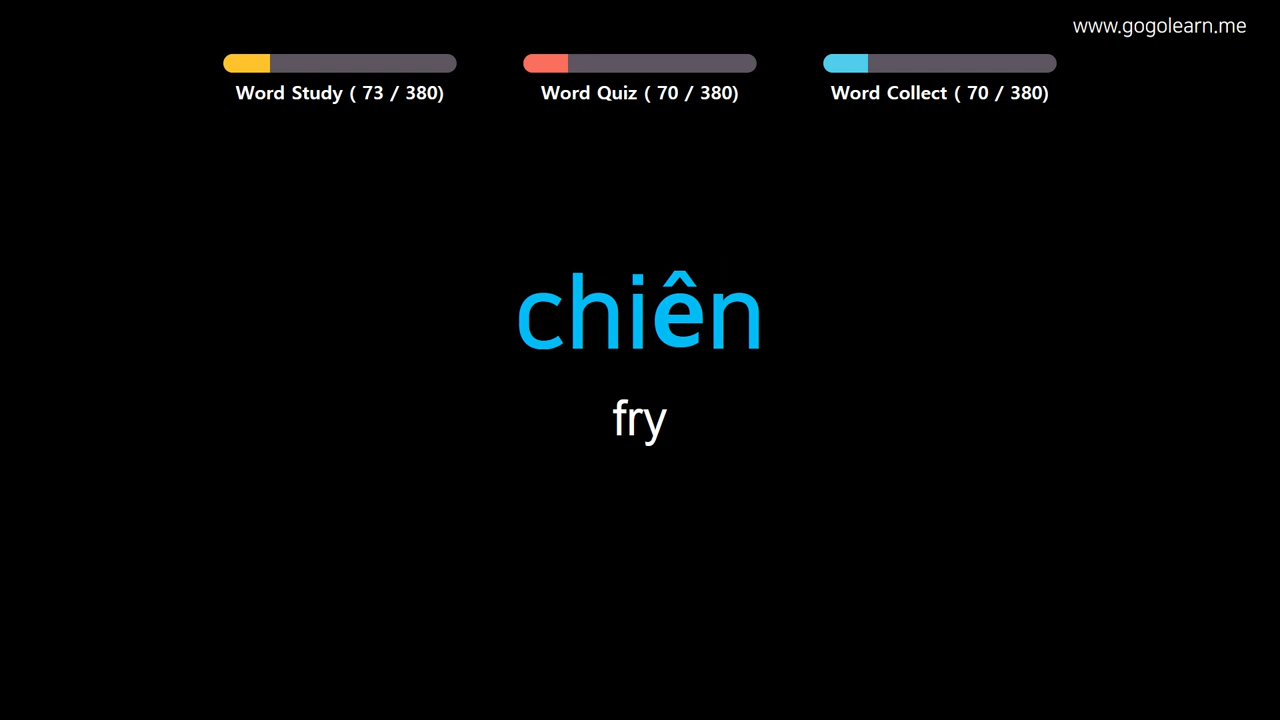 www.gogolearn.me
Word Study ( 73 / 380)
Word Quiz ( 70 / 380)
Word Collect ( 70 / 380)
chiên
fry